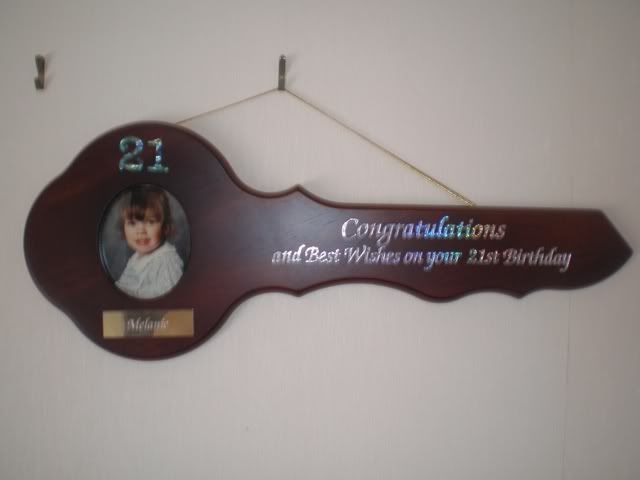 21
Melanie
Congratulations
and Best Wishes on your 21st Birthday